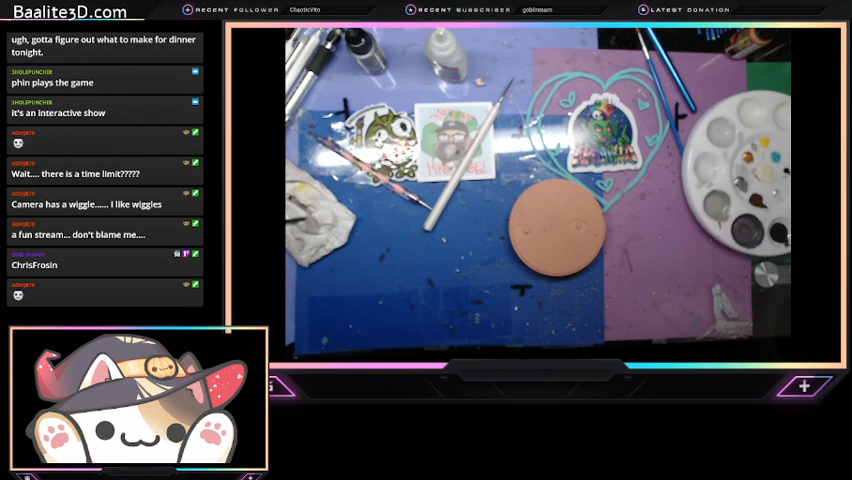 Baalite3D.com
RECENT FOLLOWER ChaoticVito
RECENT SUBSCRIBER goblinmam
LATEST DONATION
ugh, gotta figure out what to make for dinner
tonight.
3HOLEPUNCHER
phin plays the game
3HOLEPUNCHER
it's an interactive show
Wait.... there is a time limit?????
Camera has a wiggle...... I like wiggles
a fun stream... don't blame me....
ChrisFrosin